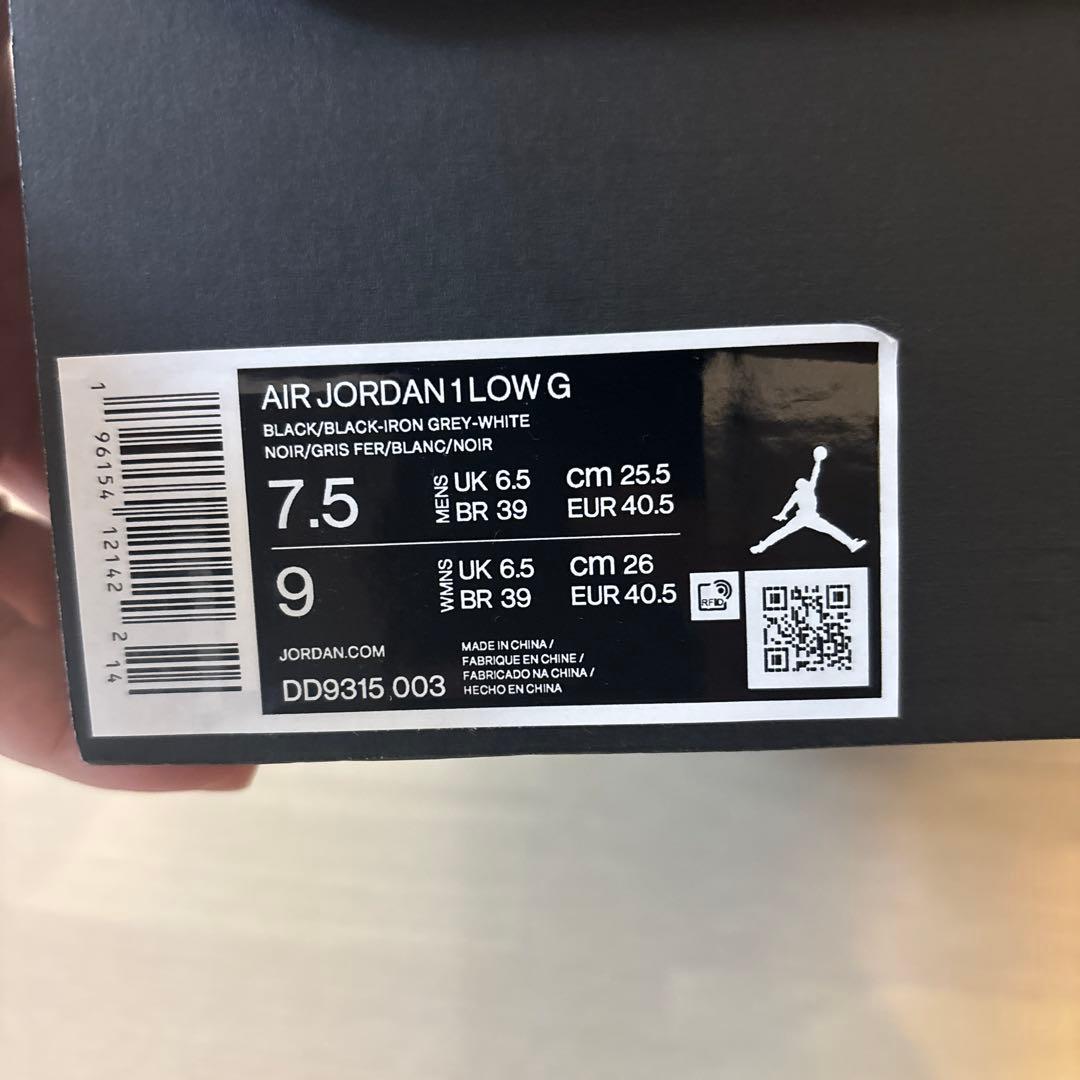 AIR JORDAN 1 LOW G
BLACK/BLACK-IRON GREY-WHITE
NOIR/GRIS FER/BLANC/NOIR
7.5 MENS UK 6.5 cm 25.5
BR 39 EUR 40.5
9 WMNS UK 6.5 cm 26
BR 39 EUR 40.5
RFID
JORDAN.COM
DD9315 003
MADE IN CHINA /
FABRIQUE EN CHINE /
FABRICADO NA CHINA /
HECHO EN CHINA
1 96154 12142 2 14